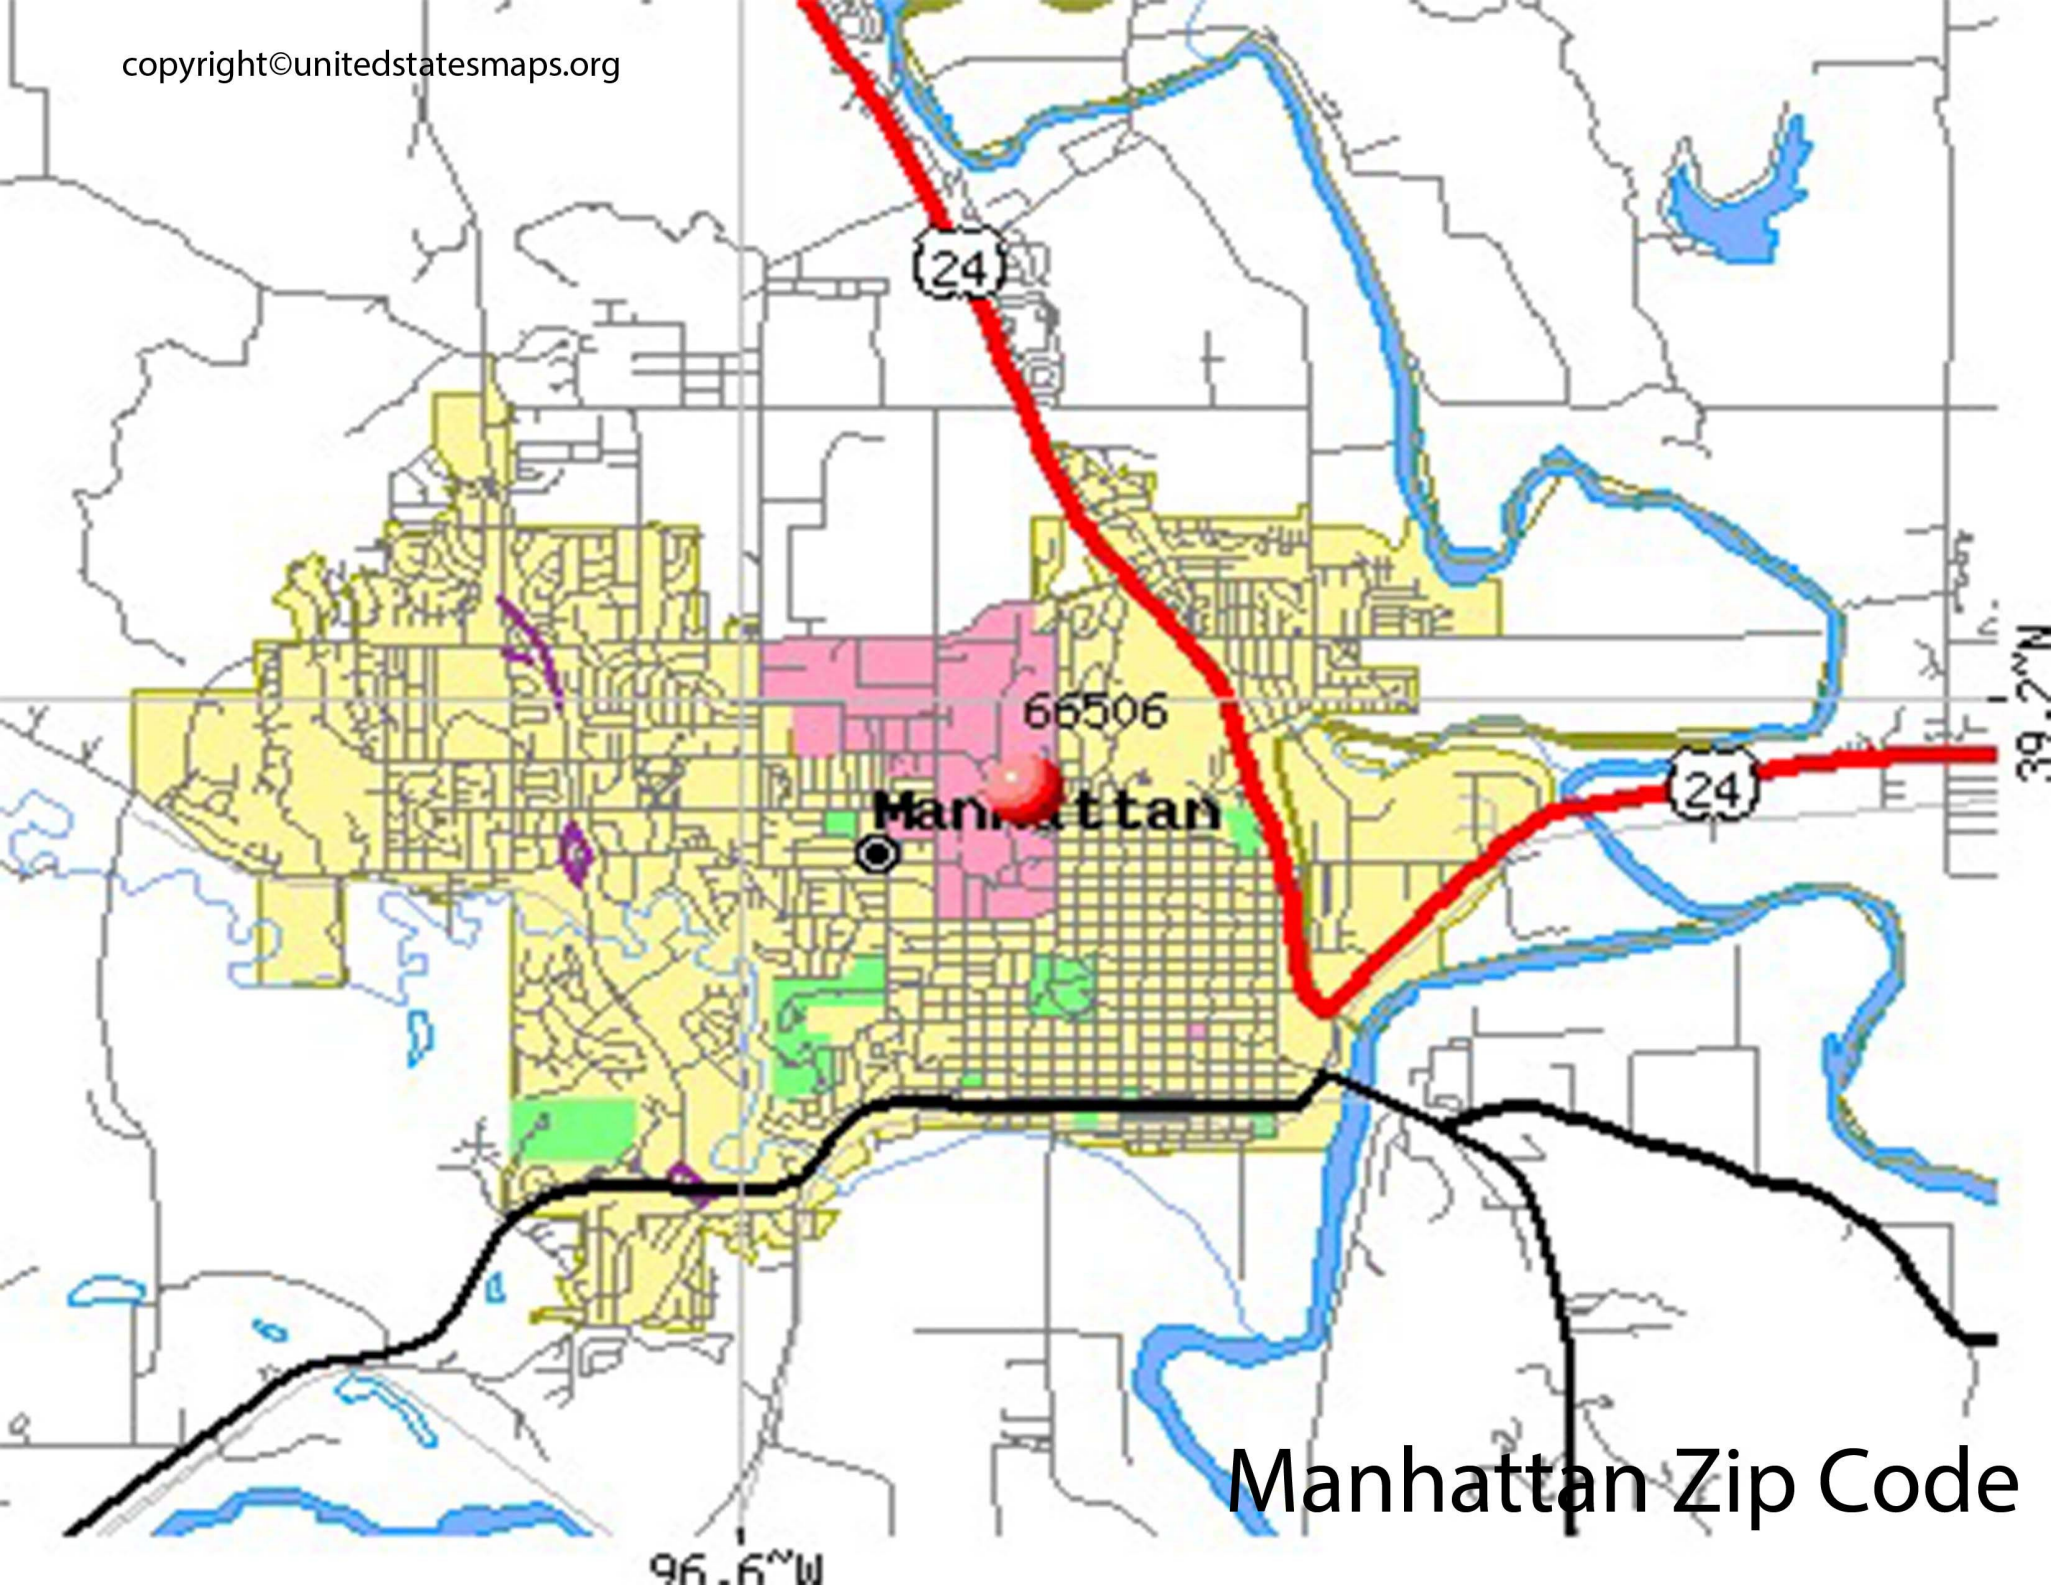 copyright©unitedstatesmaps.org
24
66506
39.2~N
24
Manhattan
Manhattan Zip Code
96.6~W